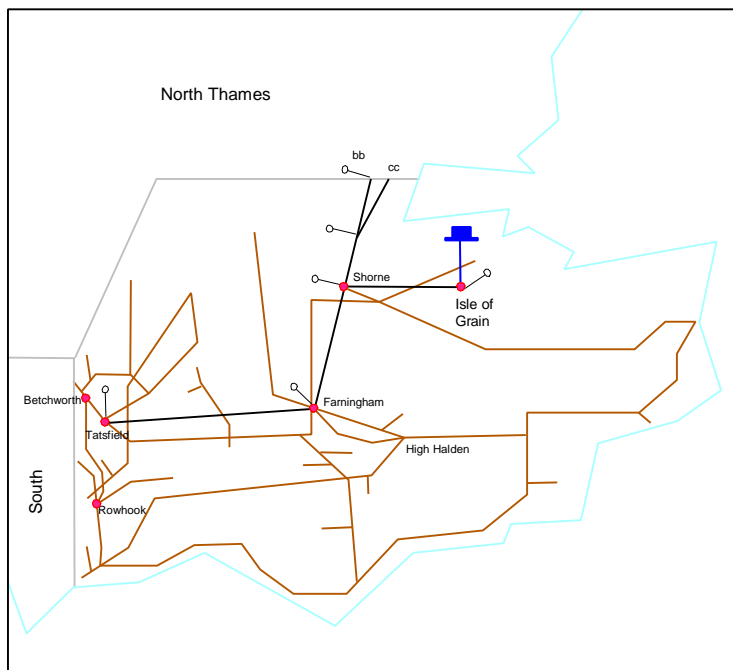 North Thames
bb
cc
Shorne
Isle of
Grain
Betchworth
Farningham
Tatsfield
High Halden
South
Rowhook